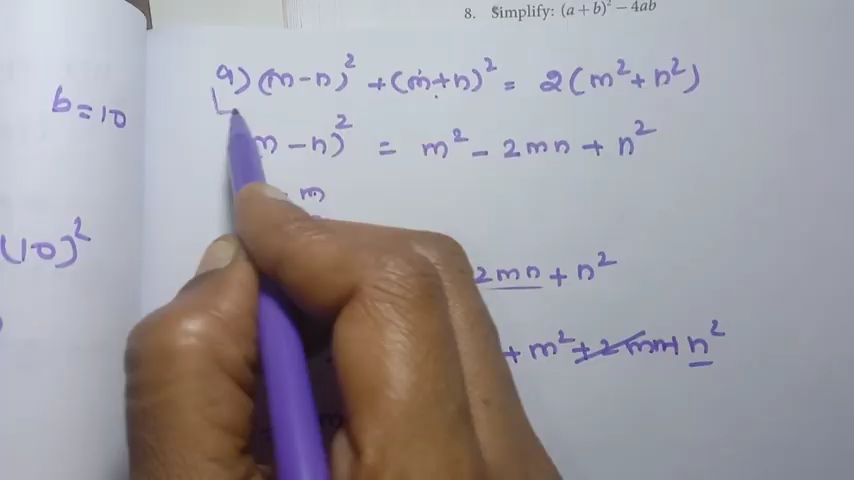 8. Simplify: (a + b)² − 4ab
b = 10
a) (m − n)² + (m + n)² = 2(m² + n²)
m − n)² = m² − 2mn + n²
m
(10)²
2mn + n²
+ m² + 2mn + n²